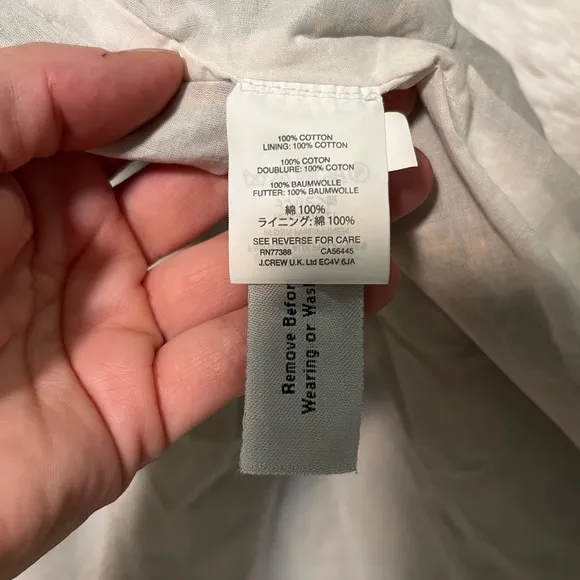 100% COTTON
LINING: 100% COTTON
100% COTON
DOUBLURE: 100% COTON
100% BAUMWOLLE
FUTTER: 100% BAUMWOLLE
綿 100%
ライニング: 綿 100%
SEE REVERSE FOR CARE
RN77388 CA56445
J.CREW U.K. Ltd EC4V 6JA
Remove Befor
Wearing or Was